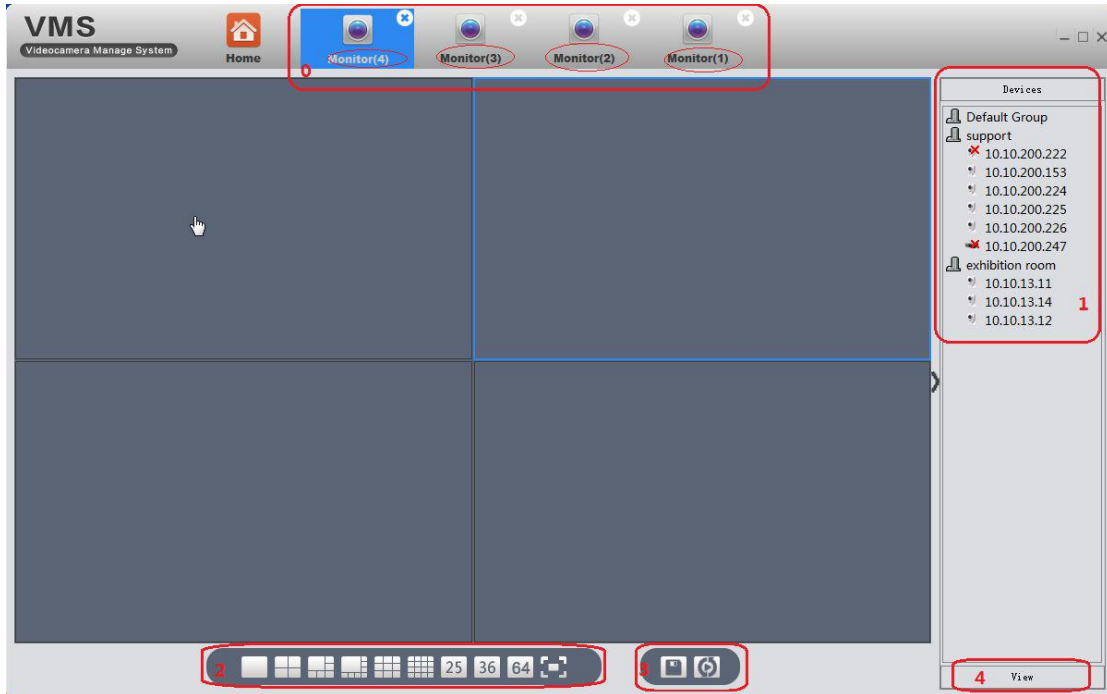 VMS
Videocamera Manage System
Home
0
Monitor(4)
Monitor(3)
Monitor(2)
Monitor(1)
Devices
Default Group
support
10.10.200.222
10.10.200.153
10.10.200.224
10.10.200.225
10.10.200.226
10.10.200.247
exhibition room
10.10.13.11
10.10.13.14
10.10.13.12
1
2
25 36 64
3
4 View